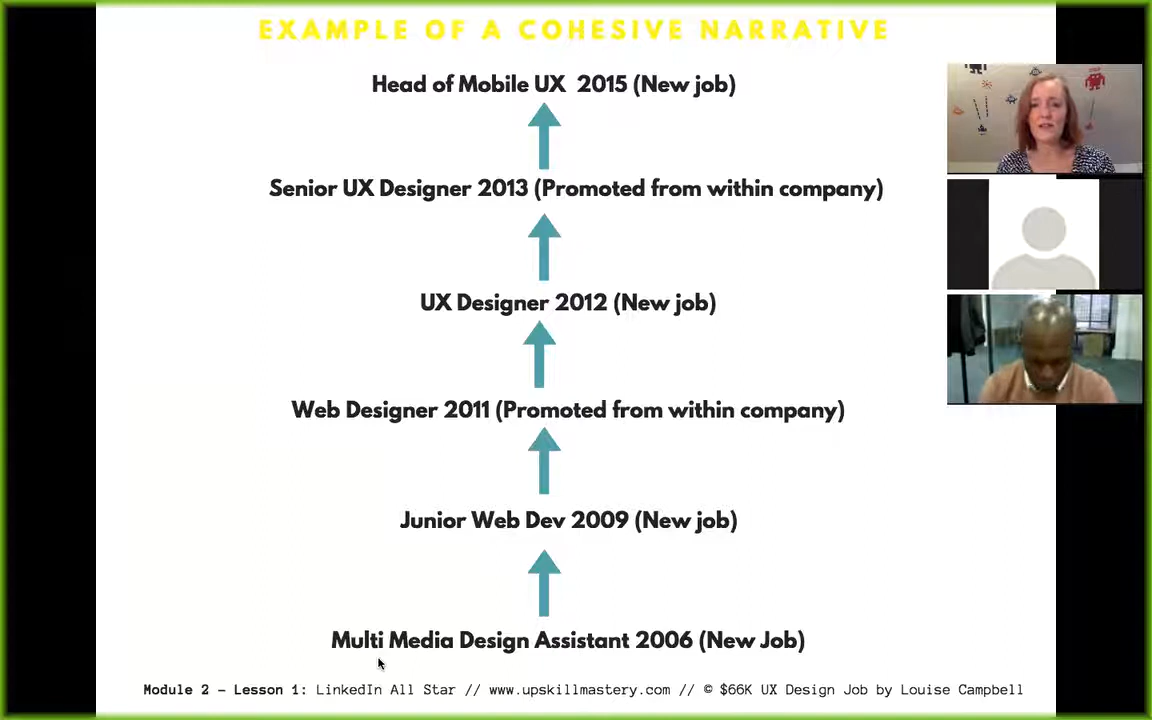 EXAMPLE OF A COHESIVE NARRATIVE
Head of Mobile UX 2015 (New job)
Senior UX Designer 2013 (Promoted from within company)
UX Designer 2012 (New job)
Web Designer 2011 (Promoted from within company)
Junior Web Dev 2009 (New job)
Multi Media Design Assistant 2006 (New Job)
Module 2 – Lesson 1: LinkedIn All Star // www.upskillmastery.com // © $66K UX Design Job by Louise Campbell